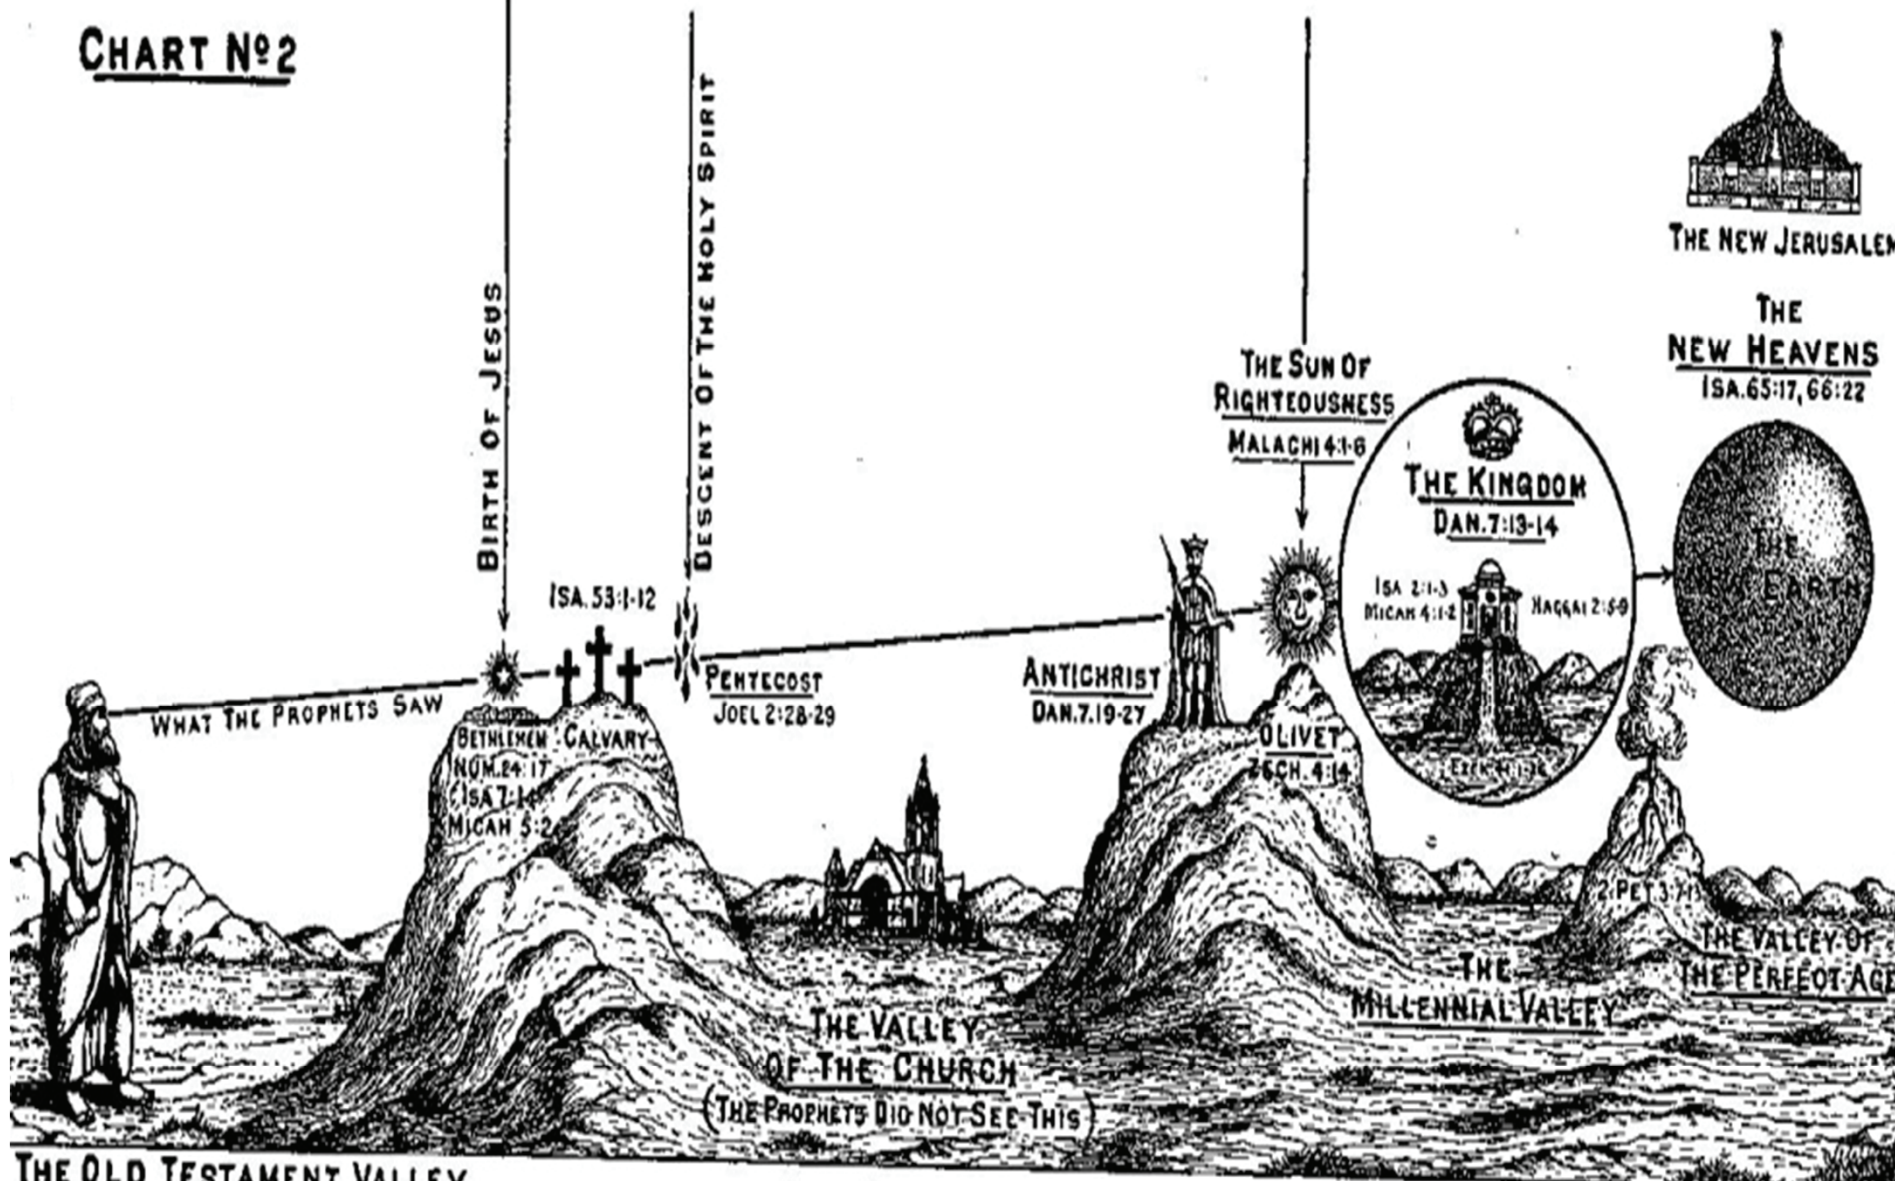 CHART Nº 2
BIRTH OF JESUS
DESCENT OF THE HOLY SPIRIT
THE NEW JERUSALEM
THE
NEW HEAVENS
ISA. 65:17, 66:22
THE SUN OF
RIGHTEOUSNESS
MALACHI 4:1-6
THE KINGDOM
DAN. 7:13-14
ISA 2:1-3
MICAH 4:1-2
HAGGAI 2:5-9
THE
EARTH
ISA. 53:1-12
WHAT THE PROPHETS SAW
PENTECOST
JOEL 2:28-29
ANTICHRIST
DAN. 7.19-27
BETHLEHEM
NUM. 24:17
ISA 7:14
MICAH 5:2
CALVARY
OLIVET
ZECH. 4:14
2 PET 3:7-
THE VALLEY OF
THE PERFECT AGE
THE
MILLENNIAL VALLEY
THE VALLEY
OF THE CHURCH
(THE PROPHETS DID NOT SEE THIS)
THE OLD TESTAMENT VALLEY